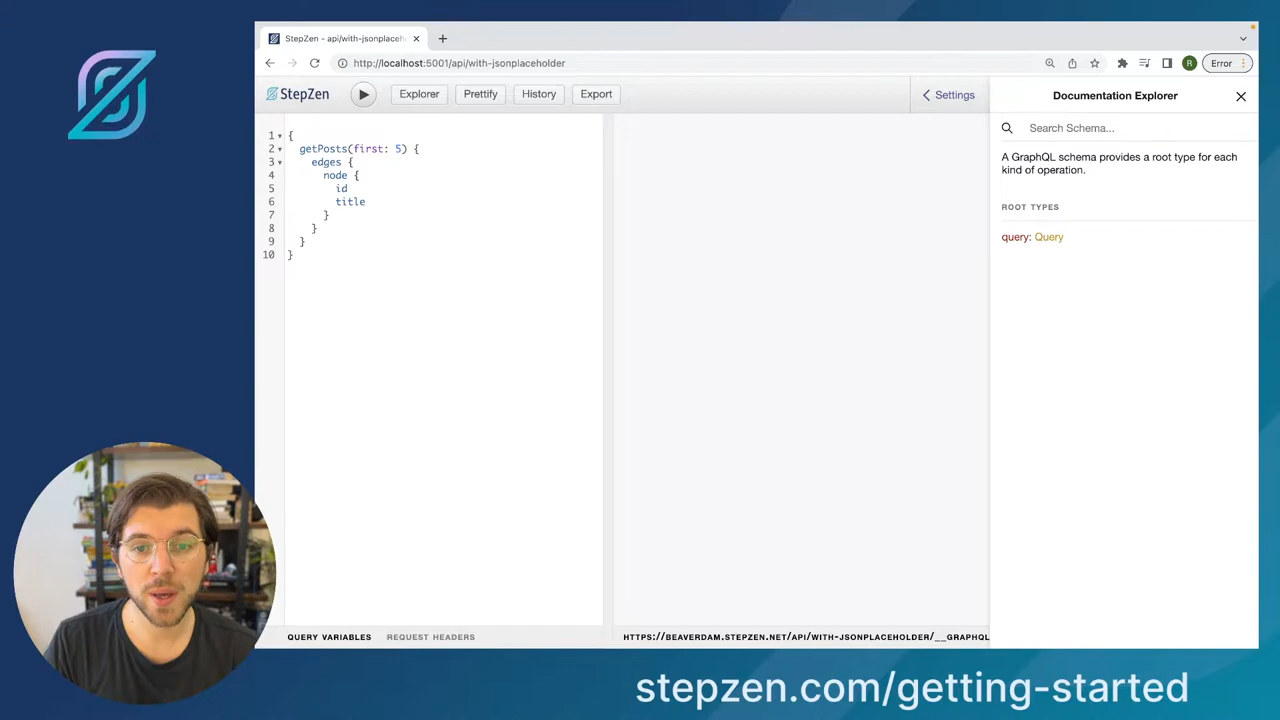 StepZen - api/with-jsonplaceh
http://localhost:5001/api/with-jsonplaceholder
R
Error
StepZen
Explorer
Prettify
History
Export
Settings
Documentation Explorer
Search Schema...
A GraphQL schema provides a root type for each
kind of operation.
ROOT TYPES
query: Query
1 {
2 getPosts(first: 5) {
3 edges {
4 node {
5 id
6 title
7 }
8 }
9 }
10 }
QUERY VARIABLES
REQUEST HEADERS
HTTPS://BEAVERDAM.STEPZEN.NET/API/WITH-JSONPLACEHOLDER/__GRAPHQL
stepzen.com/getting-started